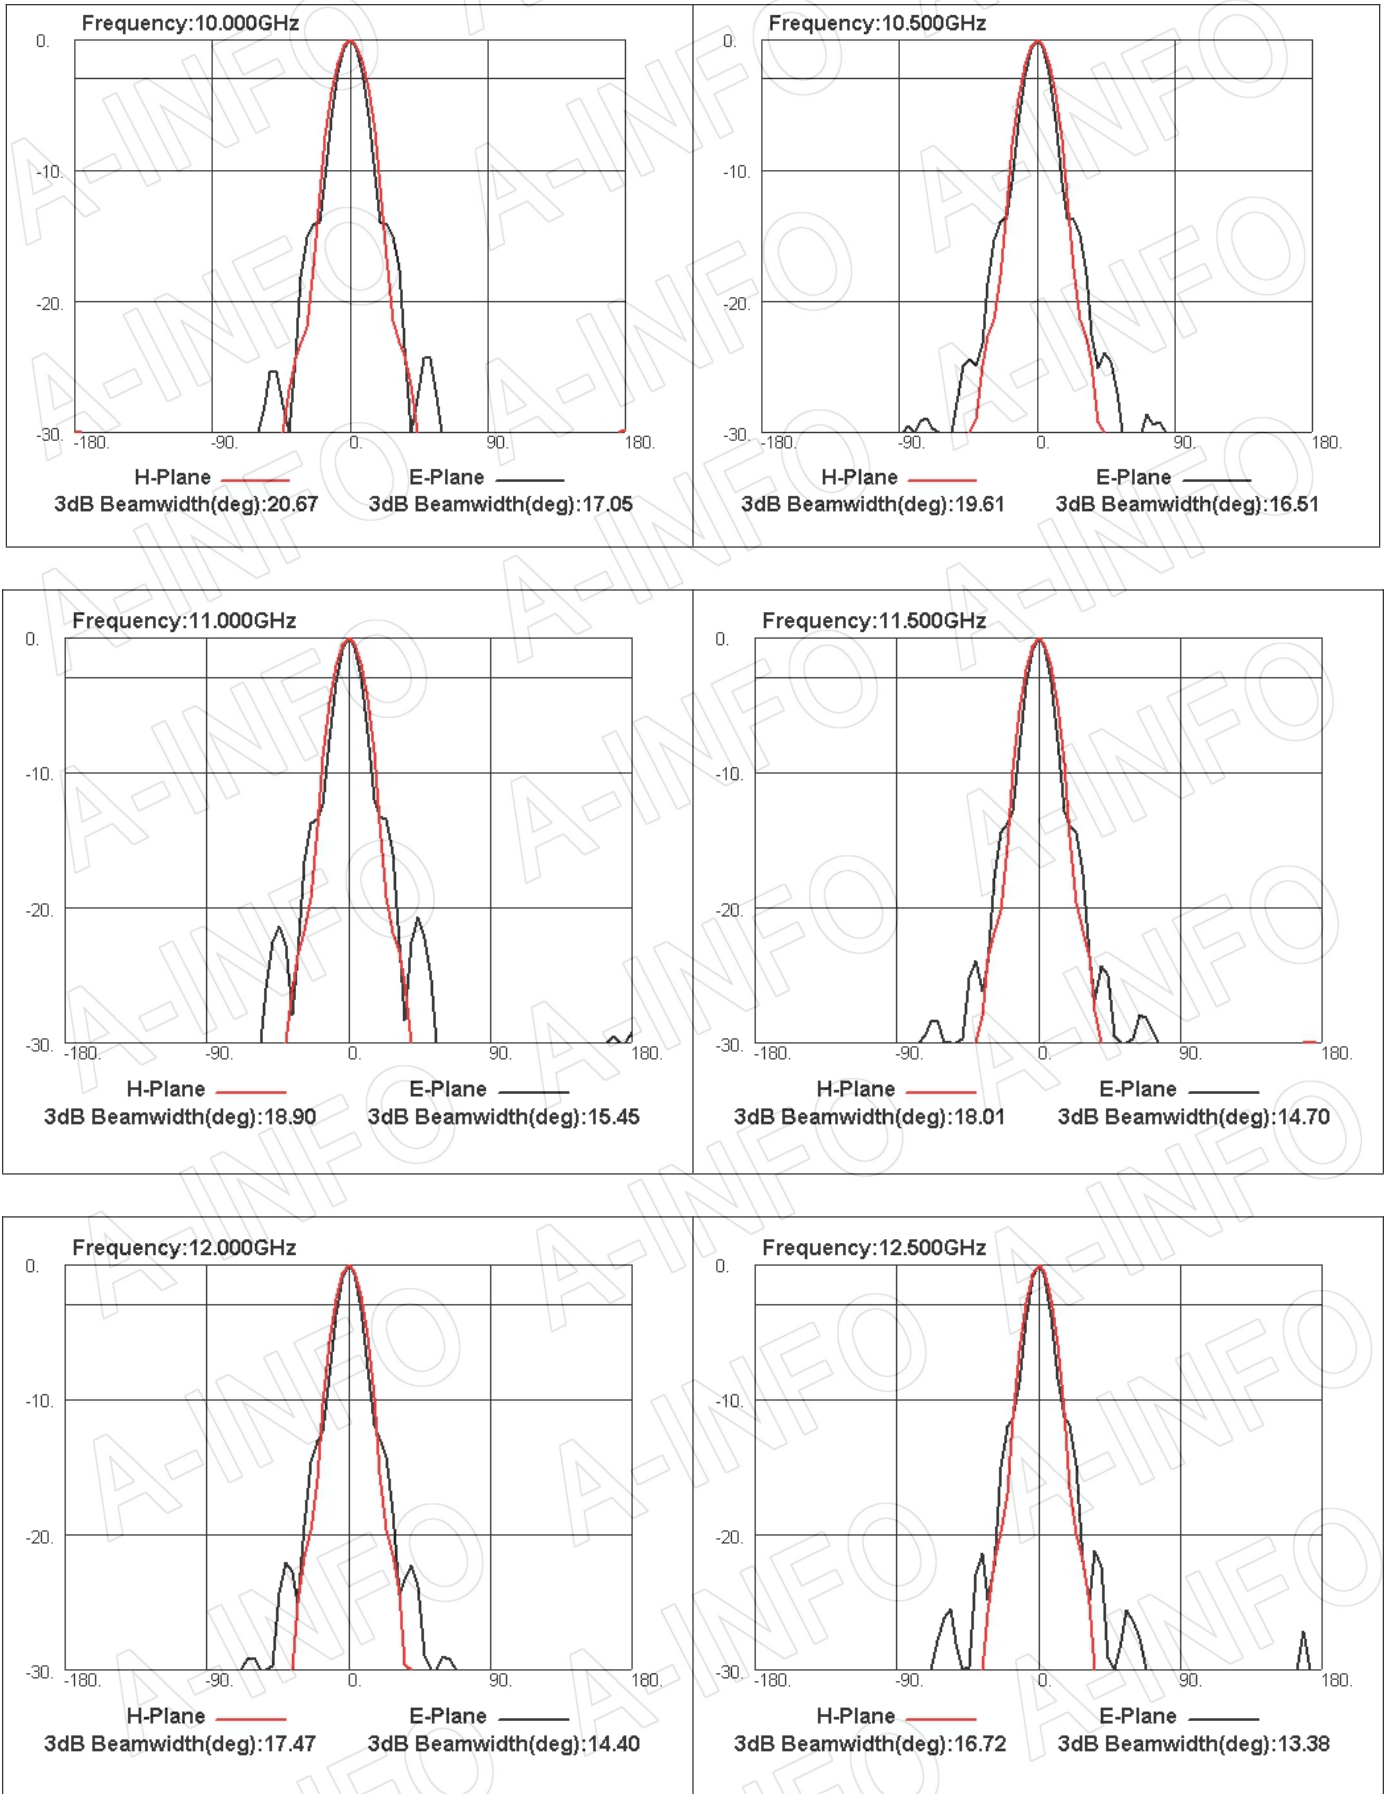 Frequency:10.000GHz
0.
-10.
-20.
-30.
-180. -90. 0. 90. 180.
H-Plane E-Plane
3dB Beamwidth(deg):20.67 3dB Beamwidth(deg):17.05
Frequency:10.500GHz
0.
-10.
-20.
-30.
-180. -90. 0. 90. 180.
H-Plane E-Plane
3dB Beamwidth(deg):19.61 3dB Beamwidth(deg):16.51
Frequency:11.000GHz
0.
-10.
-20.
-30.
-180. -90. 0. 90. 180.
H-Plane E-Plane
3dB Beamwidth(deg):18.90 3dB Beamwidth(deg):15.45
Frequency:11.500GHz
0.
-10.
-20.
-30.
-180. -90. 0. 90. 180.
H-Plane E-Plane
3dB Beamwidth(deg):18.01 3dB Beamwidth(deg):14.70
Frequency:12.000GHz
0.
-10.
-20.
-30.
-180. -90. 0. 90. 180.
H-Plane E-Plane
3dB Beamwidth(deg):17.47 3dB Beamwidth(deg):14.40
Frequency:12.500GHz
0.
-10.
-20.
-30.
-180. -90. 0. 90. 180.
H-Plane E-Plane
3dB Beamwidth(deg):16.72 3dB Beamwidth(deg):13.38
A-INFO